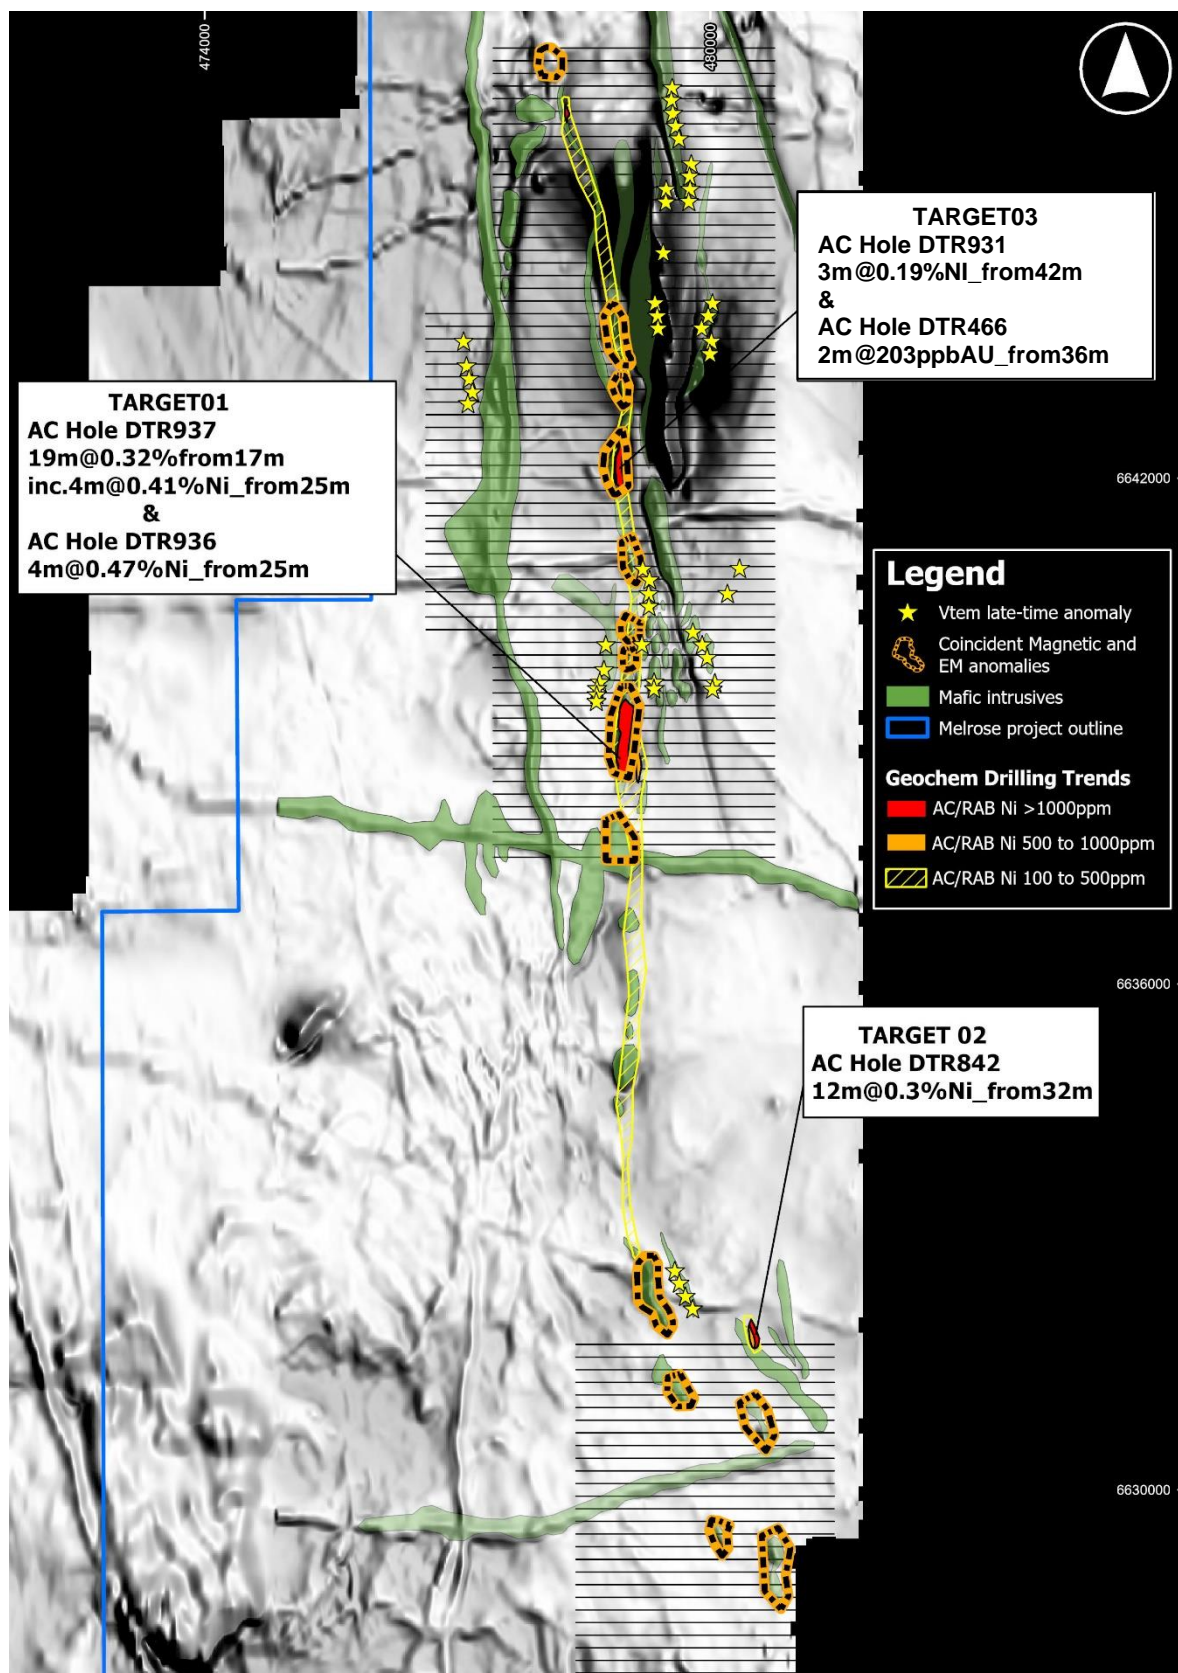 474000
480000
TARGET03
AC Hole DTR931
3m@0.19%NI_from42m
&
AC Hole DTR466
2m@203ppbAU_from36m
TARGET01
AC Hole DTR937
19m@0.32%from17m
inc.4m@0.41%Ni_from25m
&
AC Hole DTR936
4m@0.47%Ni_from25m
6642000
Legend
Vtem late-time anomaly
Coincident Magnetic and
EM anomalies
Mafic intrusives
Melrose project outline
Geochem Drilling Trends
AC/RAB Ni >1000ppm
AC/RAB Ni 500 to 1000ppm
AC/RAB Ni 100 to 500ppm
6636000
TARGET 02
AC Hole DTR842
12m@0.3%Ni_from32m
6630000